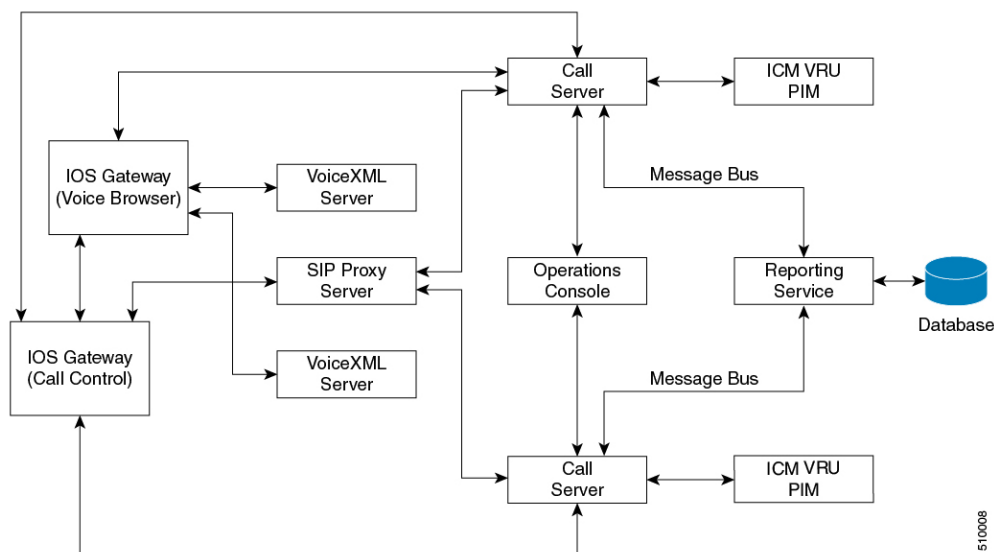 Call
Server
ICM VRU
PIM
IOS Gateway
(Voice Browser)
VoiceXML
Server
Message Bus
SIP Proxy
Server
Operations
Console
Reporting
Service
Database
IOS Gateway
(Call Control)
VoiceXML
Server
Message Bus
Call
Server
ICM VRU
PIM
510008